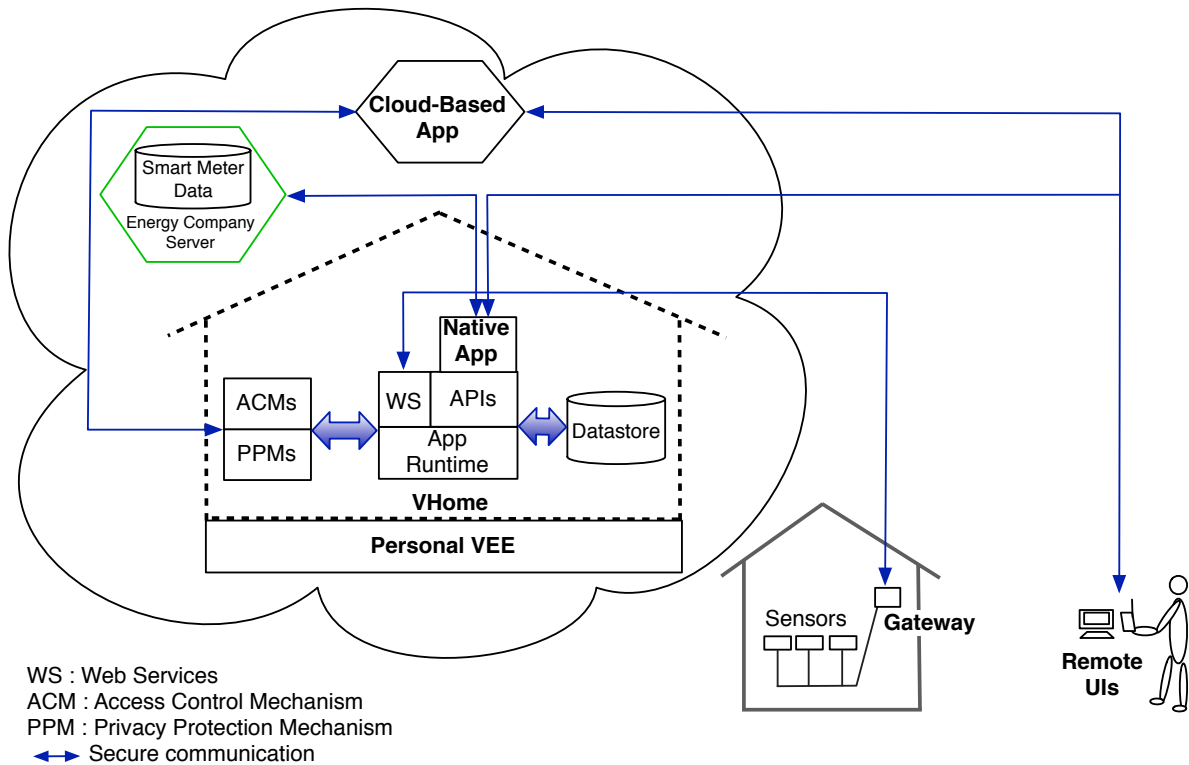 Cloud-Based
App
Smart Meter
Data
Energy Company
Server
Native
App
ACMs
WS
APIs
Datastore
PPMs
App
Runtime
VHome
Personal VEE
Sensors
Gateway
Remote
UIs
WS : Web Services
ACM : Access Control Mechanism
PPM : Privacy Protection Mechanism
Secure communication